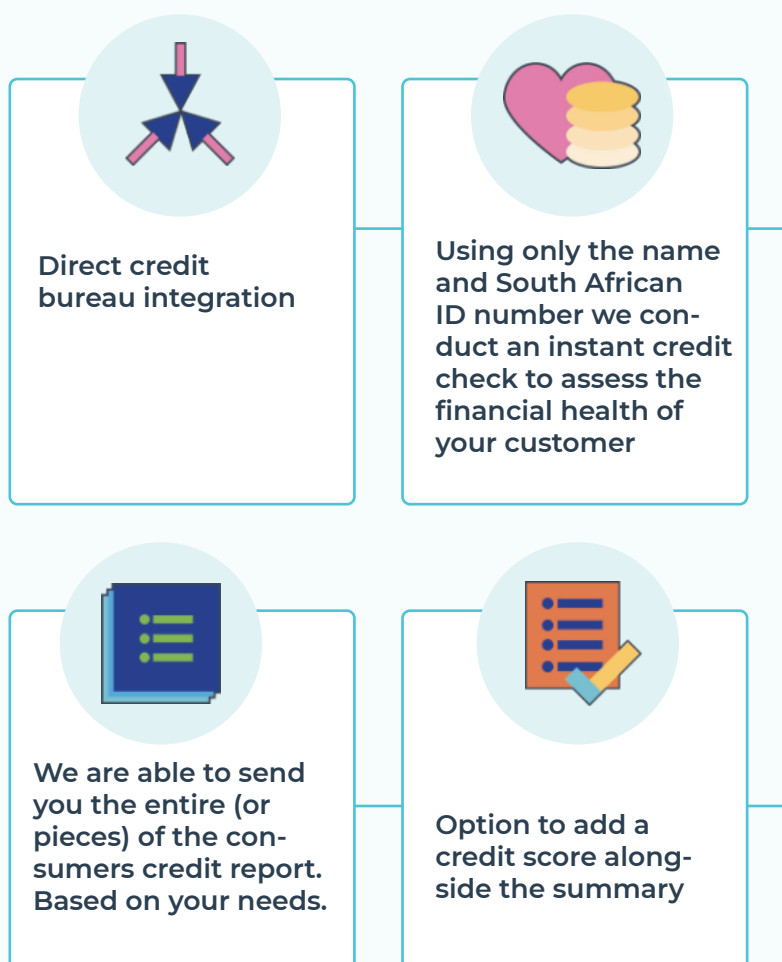 Direct credit
bureau integration
Using only the name
and South African
ID number we con-
duct an instant credit
check to assess the
financial health of
your customer
We are able to send
you the entire (or
pieces) of the con-
sumers credit report.
Based on your needs.
Option to add a
credit score along-
side the summary